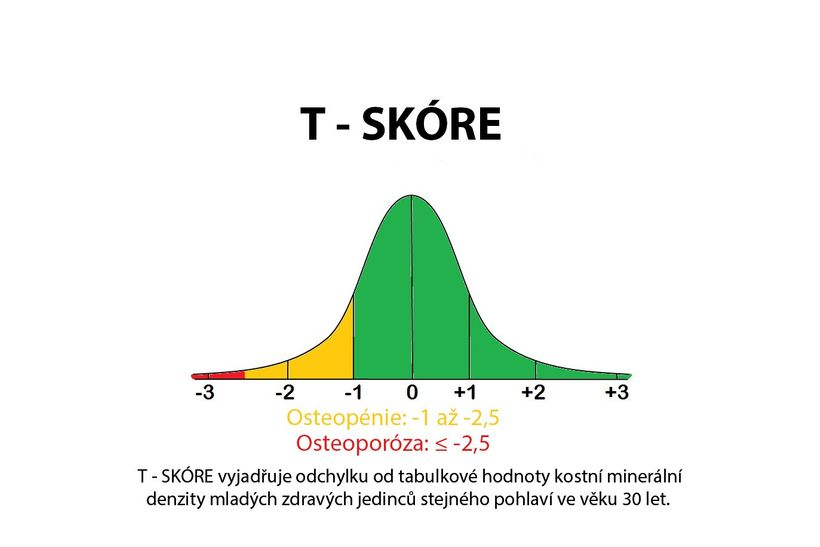 T - SKÓRE
-3 -2 -1 0 +1 +2 +3
Osteopénie: -1 až -2,5
Osteoporóza: ≤ -2,5
T - SKÓRE vyjadřuje odchylku od tabulkové hodnoty kostní minerální
denzity mladých zdravých jedinců stejného pohlaví ve věku 30 let.